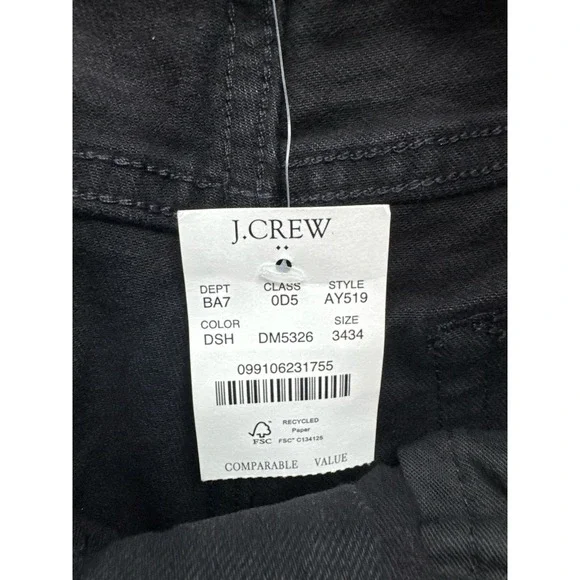 J.CREW
DEPT CLASS STYLE
BA7 0D5 AY519
COLOR SIZE
DSH DM5326 3434
099106231755
FSC
RECYCLED
Paper
FSC® C134125
COMPARABLE VALUE